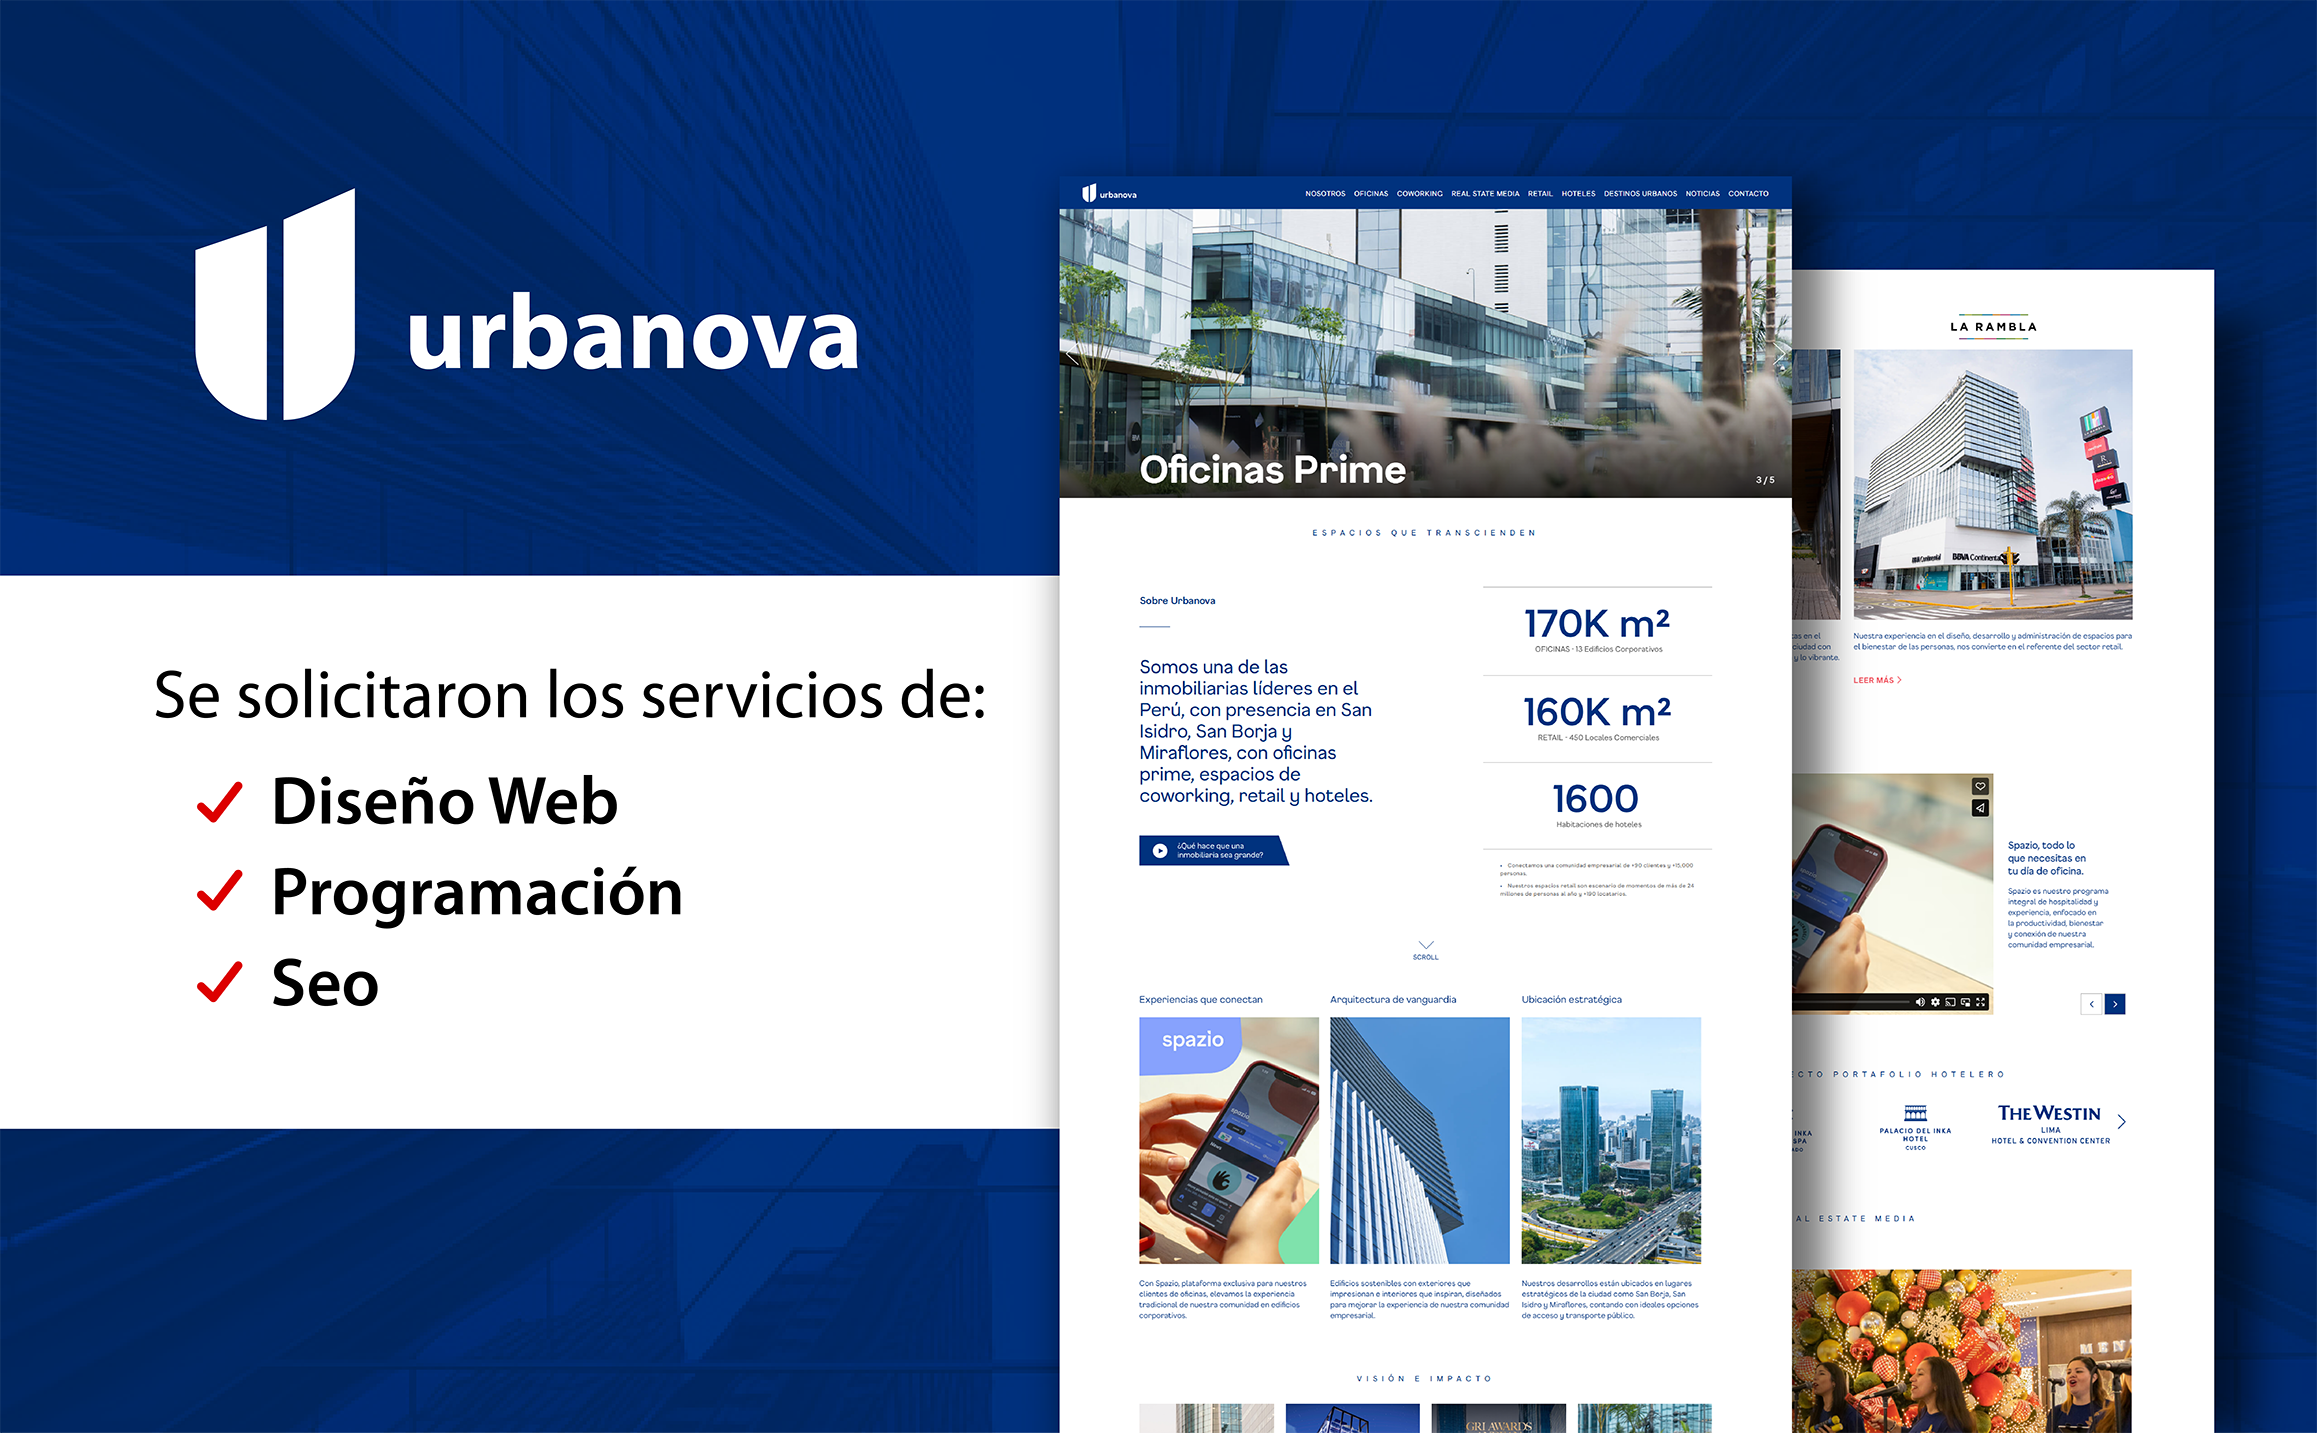 urbanova
Se solicitaron los servicios de:
Diseño Web
Programación
Seo
urbanova
NOSOTROS OFICINAS COWORKING REAL STATE MEDIA RETAIL HOTELES DESTINOS URBANOS NOTICIAS CONTACTO
Oficinas Prime
3 / 5
ESPACIOS QUE TRANSCIENDEN
Sobre Urbanova
Somos una de las
inmobiliarias líderes en el
Perú, con presencia en San
Isidro, San Borja y
Miraflores, con oficinas
prime, espacios de
coworking, retail y hoteles.
¿Qué hace que una
inmobiliaria sea grande?
170K m²
OFICINAS - 13 Edificios Corporativos
160K m²
RETAIL - 450 Locales Comerciales
1600
Habitaciones de hoteles
• Conectamos una comunidad empresarial de +90 clientes y +15,000
personas.
• Nuestros espacios retail son escenario de momentos de más de 24
millones de personas al año y +190 locatarios.
SCROLL
Experiencias que conectan
spazio
spazio
Con Spazio, plataforma exclusiva para nuestros
clientes de oficinas, elevamos la experiencia
tradicional de nuestra comunidad en edificios
corporativos.
Arquitectura de vanguardia
Edificios sostenibles con exteriores que
impresionan e interiores que inspiran, diseñados
para mejorar la experiencia de nuestra comunidad
empresarial.
Ubicación estratégica
Nuestros desarrollos están ubicados en lugares
estratégicos de la ciudad como San Borja, San
Isidro y Miraflores, contando con ideales opciones
de acceso y transporte público.
VISIÓN E IMPACTO
GRI AWARDS
LA RAMBLA
BBVA Continental
BBVA Continental
as en el
ciudad con
y lo vibrante.
Nuestra experiencia en el diseño, desarrollo y administración de espacios para
el bienestar de las personas, nos convierte en el referente del sector retail.
LEER MÁS
Spazio, todo lo
que necesitas en
tu día de oficina.
Spazio es nuestro programa
integral de hospitalidad y
experiencia, enfocado en
la productividad, bienestar
y conexión de nuestra
comunidad empresarial.
ECTO PORTAFOLIO HOTELERO
INKA
SPA
ADO
PALACIO DEL INKA
HOTEL
CUSCO
THE WESTIN
LIMA
HOTEL & CONVENTION CENTER
AL ESTATE MEDIA